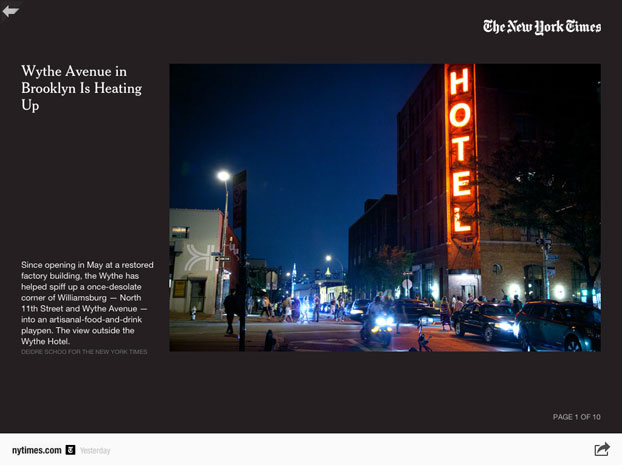 The New York Times
Wythe Avenue in
Brooklyn Is Heating
Up
HOTEL
Since opening in May at a restored
factory building, the Wythe has
helped spiff up a once-desolate
corner of Williamsburg — North
11th Street and Wythe Avenue —
into an artisanal-food-and-drink
playpen. The view outside the
Wythe Hotel.
DEIDRE SCHOO FOR THE NEW YORK TIMES
PAGE 1 OF 10
nytimes.com
Yesterday